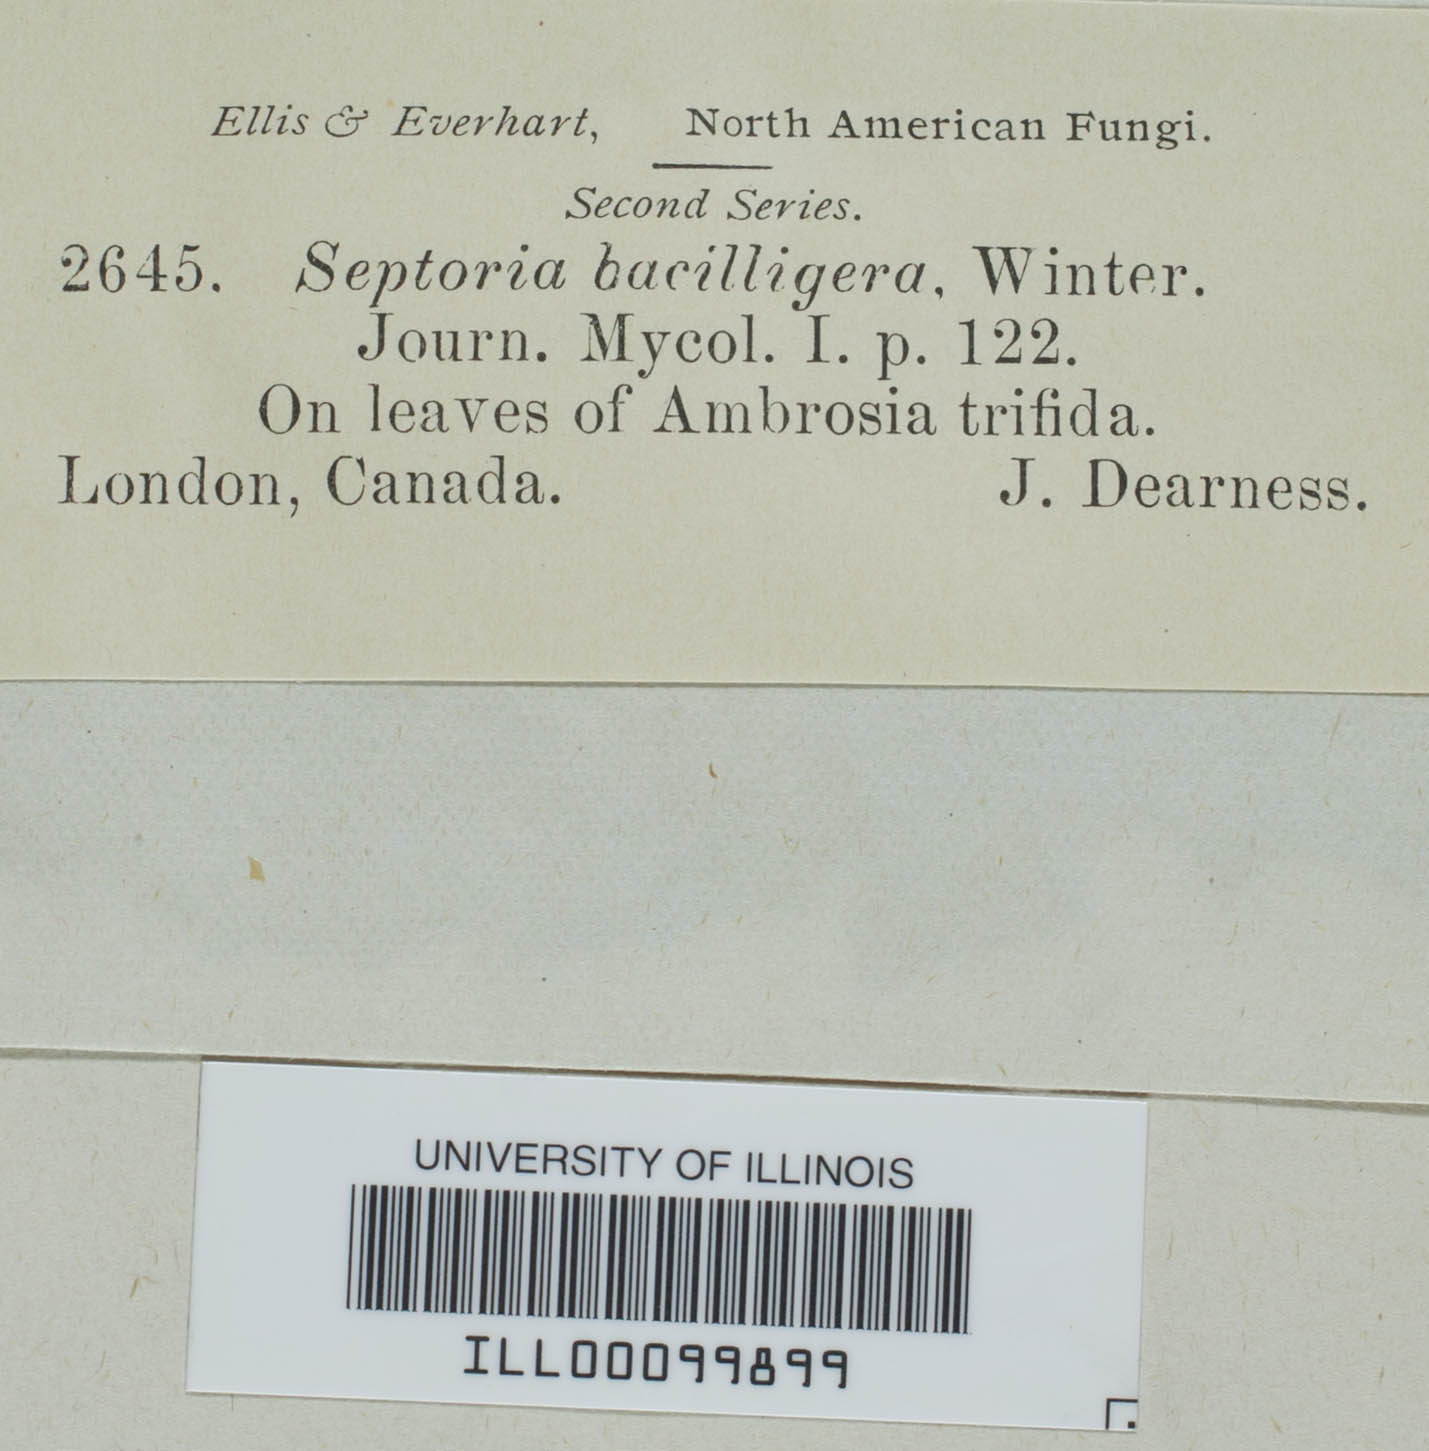 Ellis & Everhart, North American Fungi.
Second Series.
2645. Septoria bacilligera, Winter.
Journ. Mycol. I. p. 122.
On leaves of Ambrosia trifida.
London, Canada. J. Dearness.
UNIVERSITY OF ILLINOIS
ILL00099899